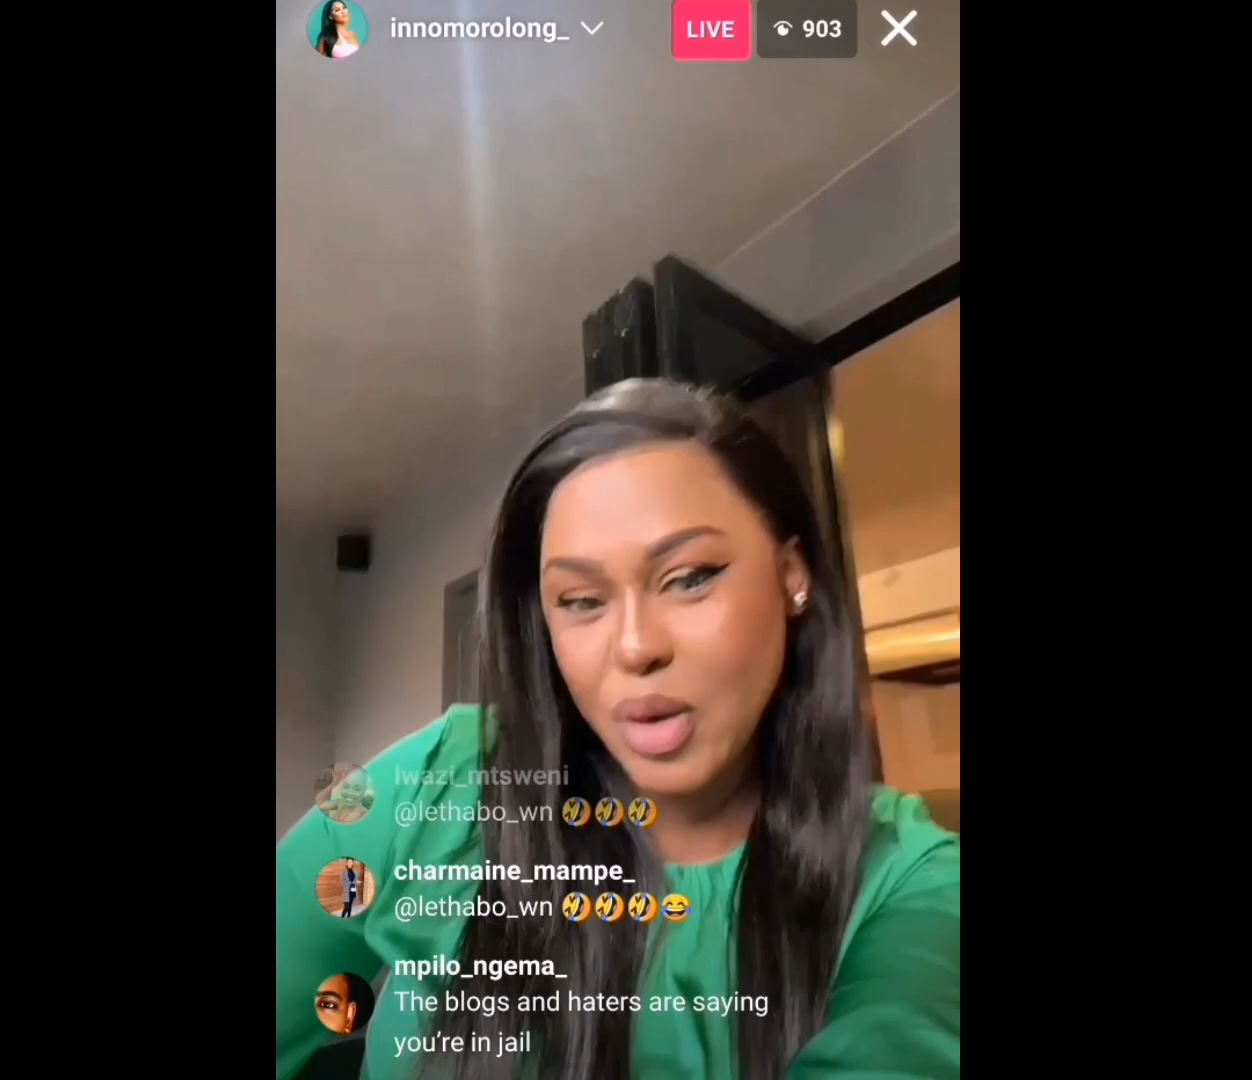 innomorolong_
LIVE
903
lwazi_mtsweni
@lethabo_wn 🤣🤣🤣
charmaine_mampe_
@lethabo_wn 🤣🤣🤣😂
mpilo_ngema_
The blogs and haters are saying
you're in jail